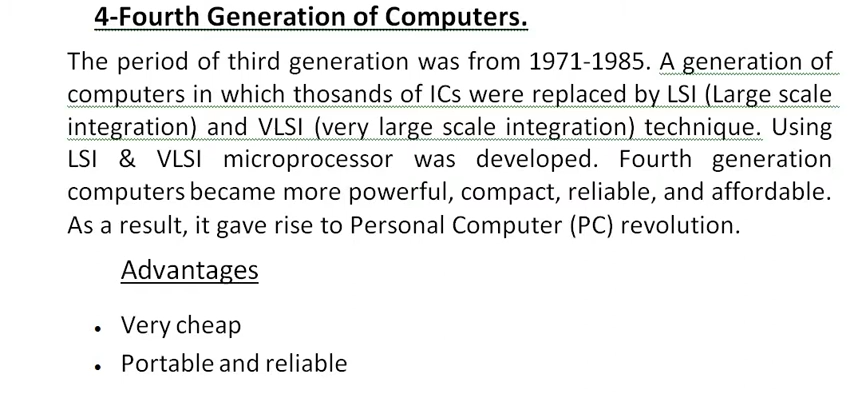 4-Fourth Generation of Computers.
The period of third generation was from 1971-1985. A generation of
computers in which thosands of ICs were replaced by LSI (Large scale
integration) and VLSI (very large scale integration) technique. Using
LSI & VLSI microprocessor was developed. Fourth generation
computers became more powerful, compact, reliable, and affordable.
As a result, it gave rise to Personal Computer (PC) revolution.
Advantages
• Very cheap
• Portable and reliable